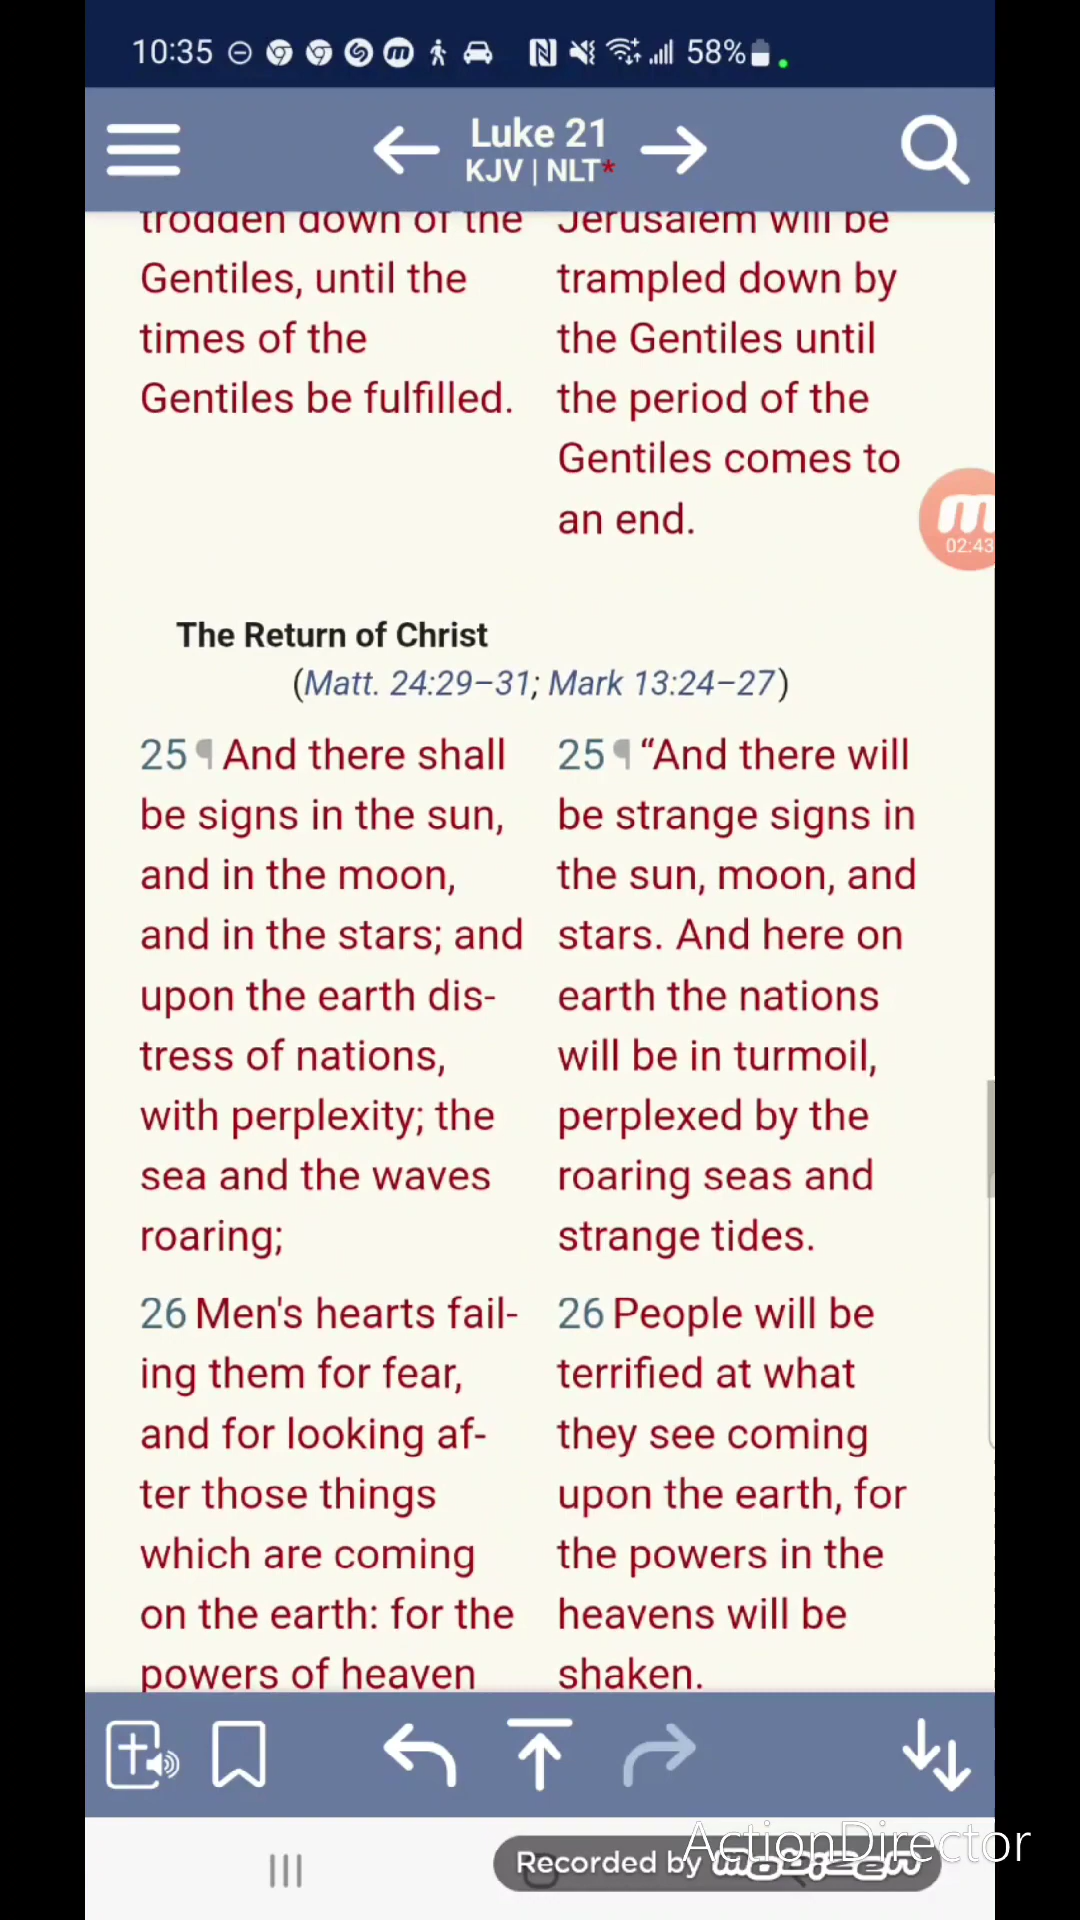 10:35
58%
Luke 21
KJV | NLT*
trodden down of the
Gentiles, until the
times of the
Gentiles be fulfilled.
Jerusalem will be
trampled down by
the Gentiles until
the period of the
Gentiles comes to
an end.
02:43
The Return of Christ
(Matt. 24:29–31; Mark 13:24–27)
25 ¶ And there shall
be signs in the sun,
and in the moon,
and in the stars; and
upon the earth dis-
tress of nations,
with perplexity; the
sea and the waves
roaring;
26 Men's hearts fail-
ing them for fear,
and for looking af-
ter those things
which are coming
on the earth: for the
powers of heaven
25 ¶ “And there will
be strange signs in
the sun, moon, and
stars. And here on
earth the nations
will be in turmoil,
perplexed by the
roaring seas and
strange tides.
26 People will be
terrified at what
they see coming
upon the earth, for
the powers in the
heavens will be
shaken.
ActionDirector
Recorded by mobizen